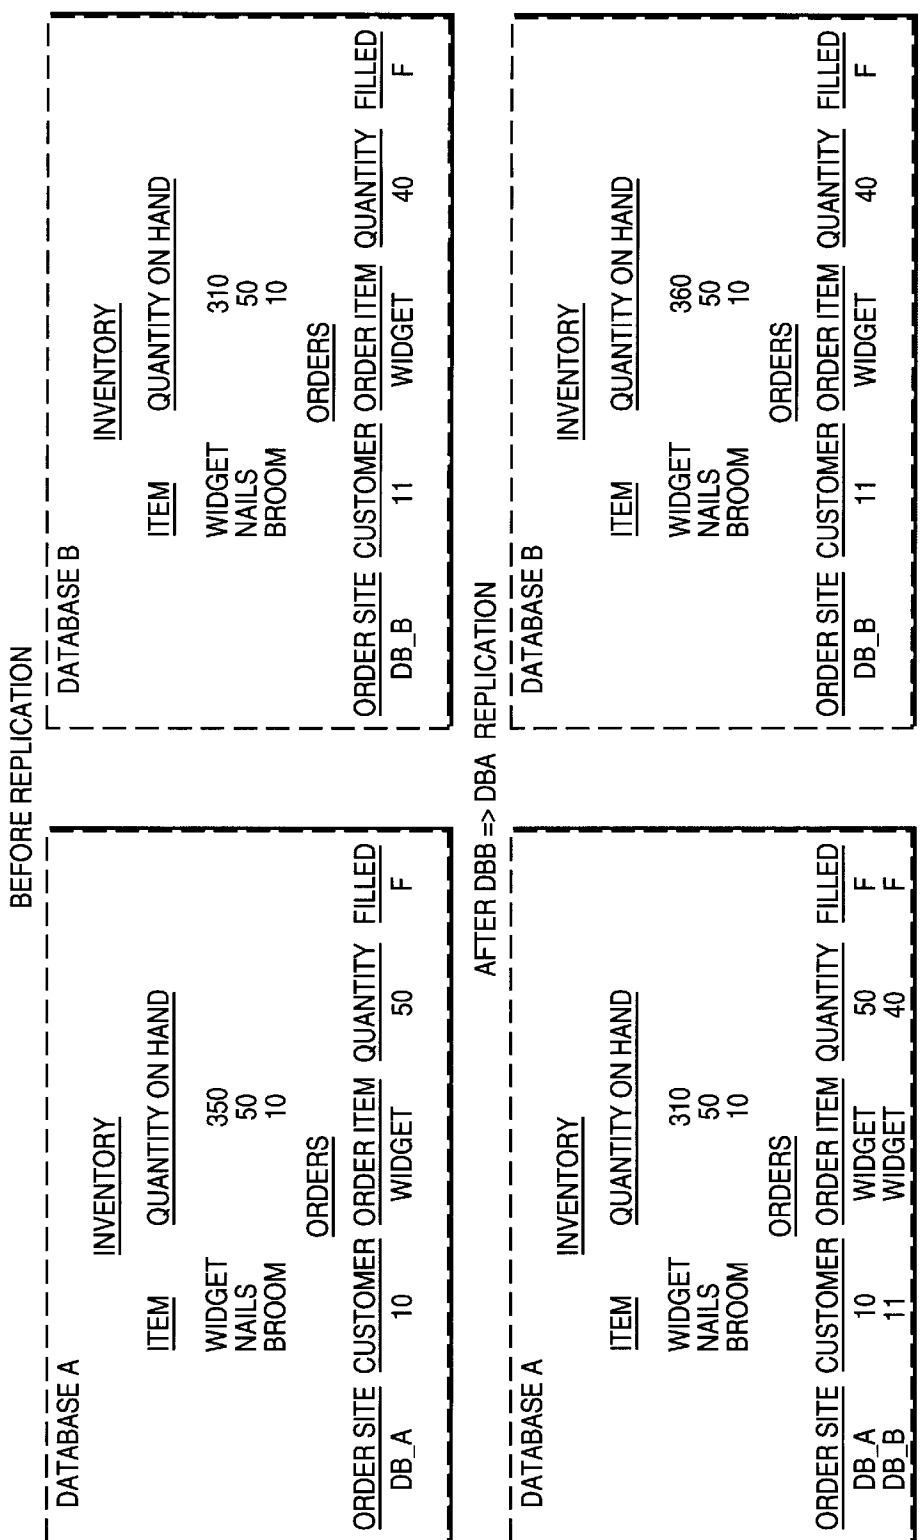 BEFORE REPLICATION
DATABASE A
INVENTORY
ITEM QUANTITY ON HAND
WIDGET 350
NAILS 50
BROOM 10
ORDERS
ORDER SITE CUSTOMER ORDER ITEM QUANTITY FILLED
DB_A 10 WIDGET 50 F
DATABASE B
INVENTORY
ITEM QUANTITY ON HAND
WIDGET 310
NAILS 50
BROOM 10
ORDERS
ORDER SITE CUSTOMER ORDER ITEM QUANTITY FILLED
DB_B 11 WIDGET 40 F
AFTER DBB => DBA REPLICATION
DATABASE A
INVENTORY
ITEM QUANTITY ON HAND
WIDGET 310
NAILS 50
BROOM 10
ORDERS
ORDER SITE CUSTOMER ORDER ITEM QUANTITY FILLED
DB_A 10 WIDGET 50 F
DB_B 11 WIDGET 40 F
DATABASE B
INVENTORY
ITEM QUANTITY ON HAND
WIDGET 360
NAILS 50
BROOM 10
ORDERS
ORDER SITE CUSTOMER ORDER ITEM QUANTITY FILLED
DB_B 11 WIDGET 40 F